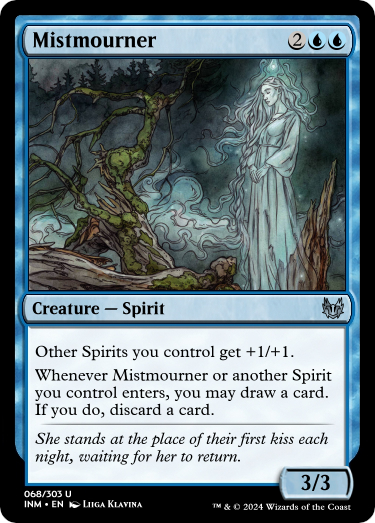 Mistmourner 2
Creature — Spirit
Other Spirits you control get +1/+1.
Whenever Mistmourner or another Spirit
you control enters, you may draw a card.
If you do, discard a card.
She stands at the place of their first kiss each
night, waiting for her to return.
3/3
068/303 U
INM • EN LIIGA KLAVINA
™ & © 2024 Wizards of the Coast